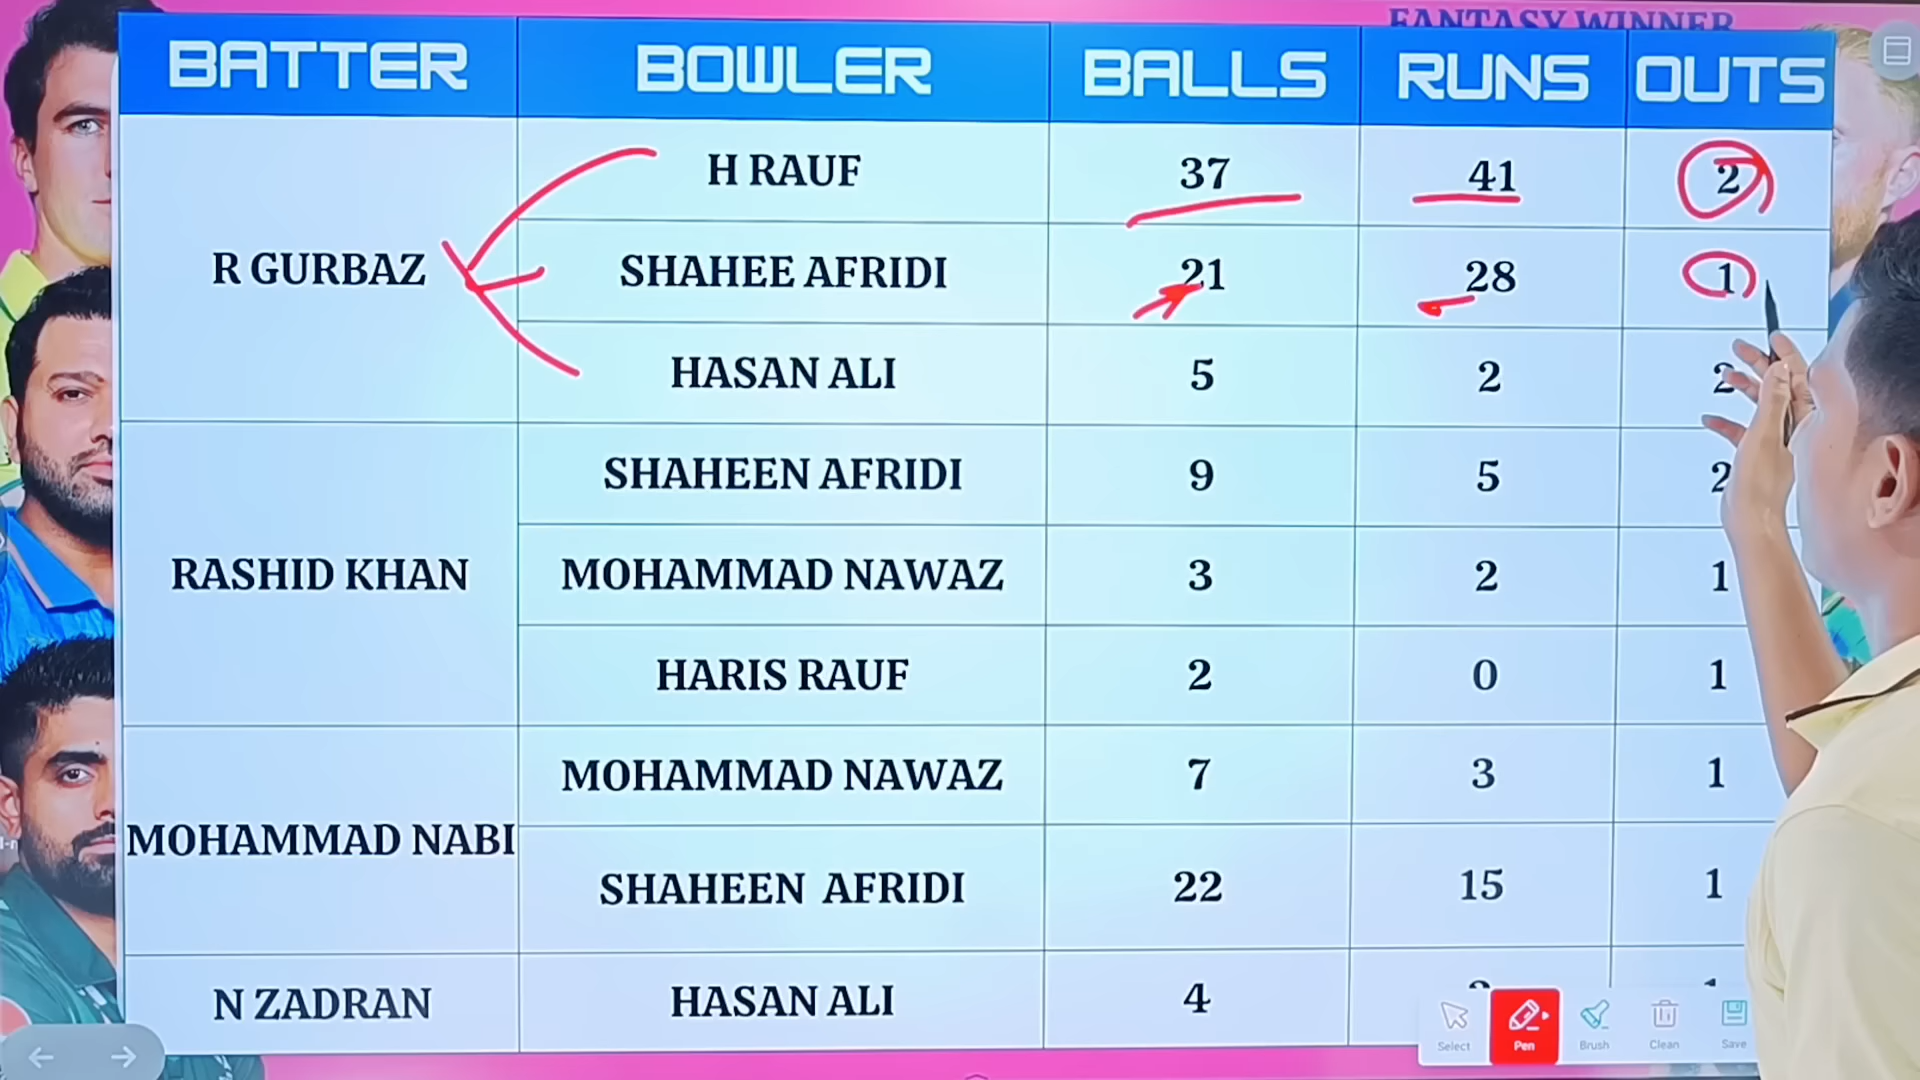 FANTASY WINNER
BATTER BOWLER BALLS RUNS OUTS
R GURBAZ
H RAUF 37 41 2
SHAHEE AFRIDI 21 28 1
HASAN ALI 5 2 2
RASHID KHAN
SHAHEEN AFRIDI 9 5 2
MOHAMMAD NAWAZ 3 2 1
HARIS RAUF 2 0 1
MOHAMMAD NABI
MOHAMMAD NAWAZ 7 3 1
SHAHEEN AFRIDI 22 15 1
N ZADRAN HASAN ALI 4
Select Pen Brush Clean Save